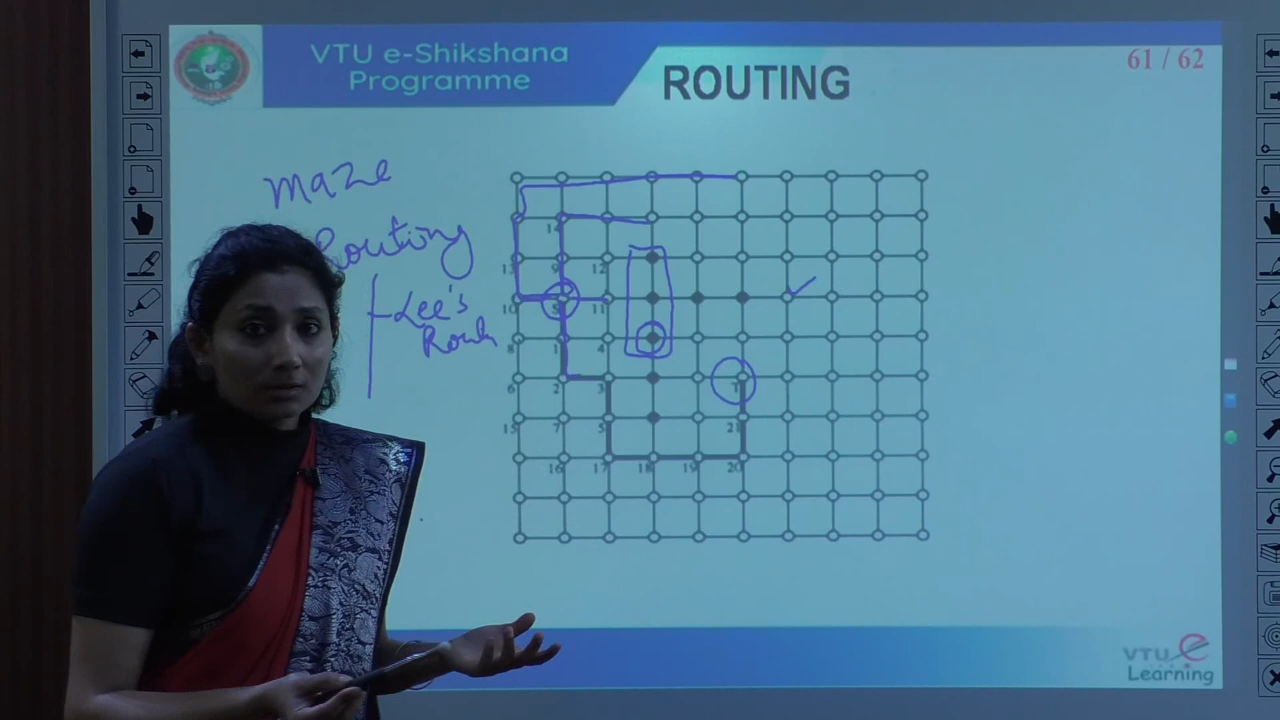 VTU e-Shikshana
Programme
ROUTING
61 / 62
Maze
Routing
Lee's
14
13 9 12
10 S 11
8 1 4
6 2 3 T
15 7 5 21
16 17 18 19 20
VTU e
Learning